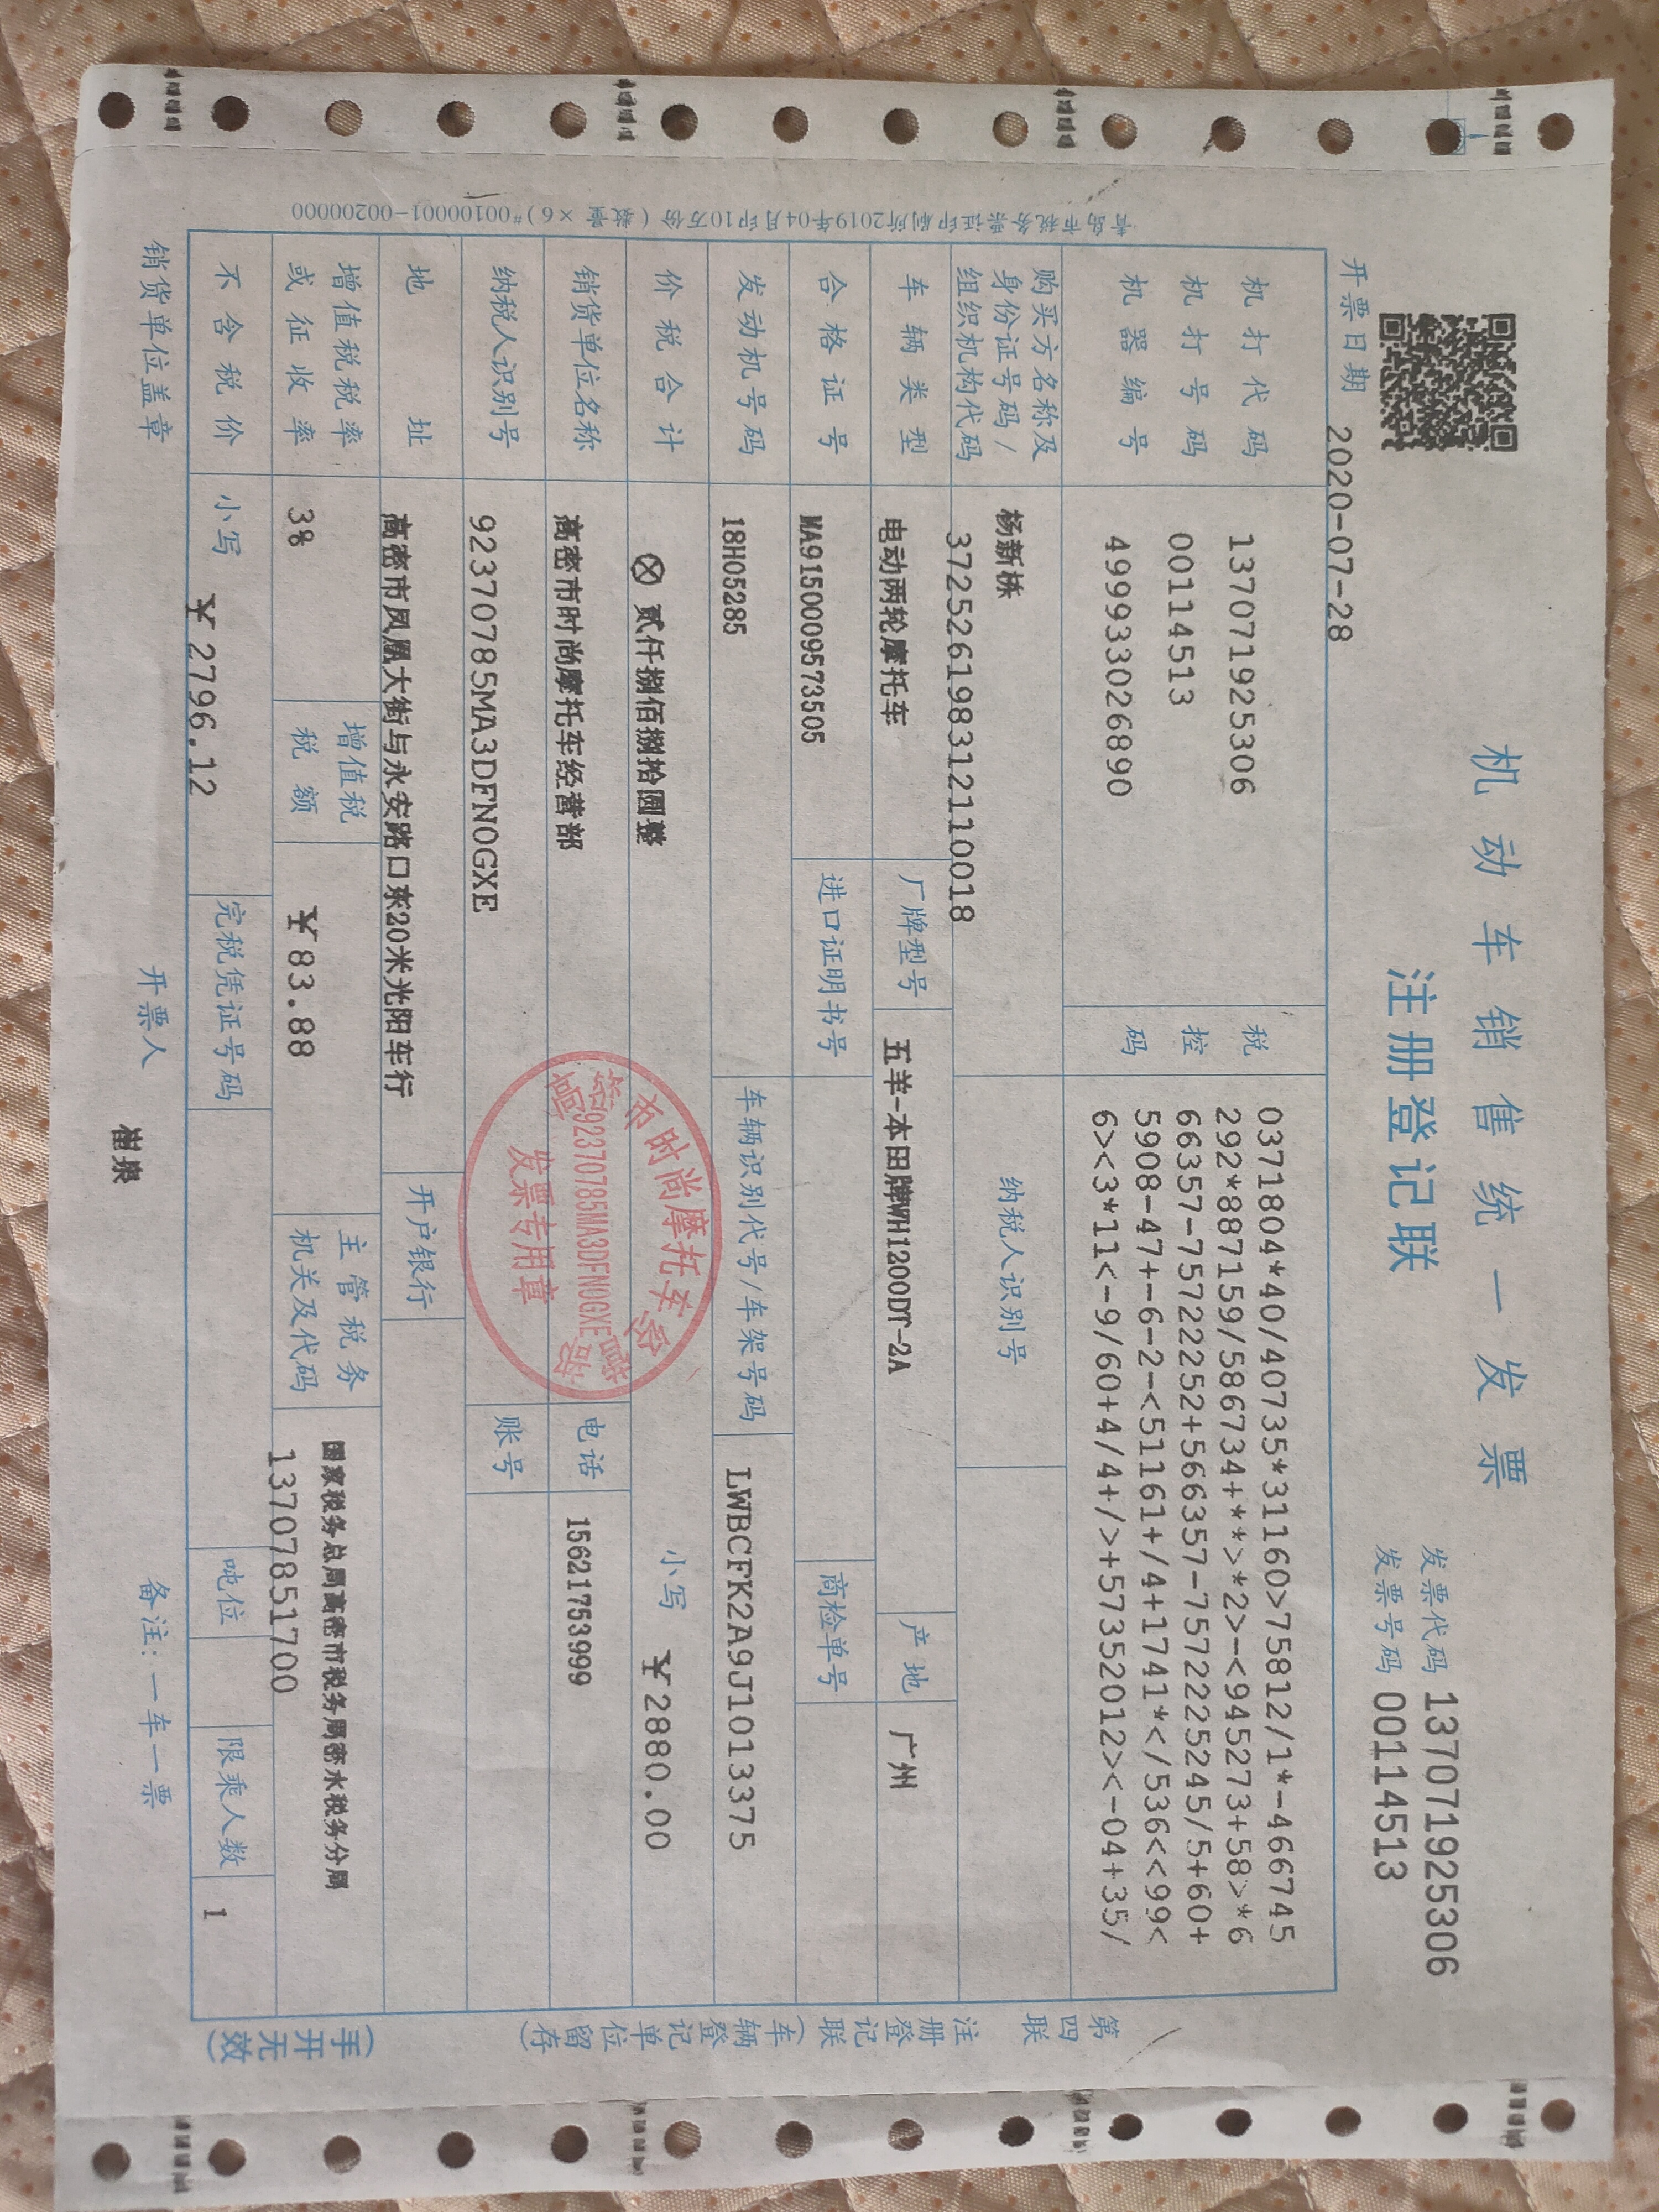 机动车销售统一发票
注册登记联
发票代码 137071925306
发票号码 00114513
开票日期 2020-07-28
机打代码 137071925306
机打号码 00114513
机器编号 499933026890
税控码
0371804*40/40735*31160>75812/1*-466745
292*887159/586734+**>*2>-<945273+58>*6
66357-75722252+566357-7572225245/5+60+
5908-47+-6-2-<51161+/4+1741*</536<<99<
6><3*11<-9/60+4/4+/>+57352012><-04+35/
购买方名称及身份证号码/组织机构代码
杨新栋
372526198312110018
纳税人识别号
车辆类型 电动两轮摩托车 厂牌型号 五羊-本田牌WH1200DT-2A 产地 广州
合格证号 MA9150009573505 进口证明书号 商检单号
发动机号码 18H05285 车辆识别代号/车架号码 LWBCFK2A9J1013375
价税合计 ⊗ 贰仟捌佰捌拾圆整 小写 ￥2880.00
销货单位名称 高密市时尚摩托车经营部 电话 15621753999
纳税人识别号 92370785MA3DFN0GXE 账号
地址 高密市凤凰大街与永安路口东20米光阳车行 开户银行
增值税税率或征收率 3% 增值税税额 ￥83.88 主管税务机关及代码 国家税务总局高密市税务局密水税务分局
13707851700
不含税价 小写 ￥2796.12 完税凭证号码 吨位 限乘人数 1
销货单位盖章 开票人 崔泉 备注：一车一票
高密市时尚摩托车经营部
92370785MA3DFN0GXE
发票专用章
第四联 注册登记联（车辆登记单位留存）
（手开无效）
青岛市税务票证印制所2019年04月印10万份（数量×6）#00100001-00200000